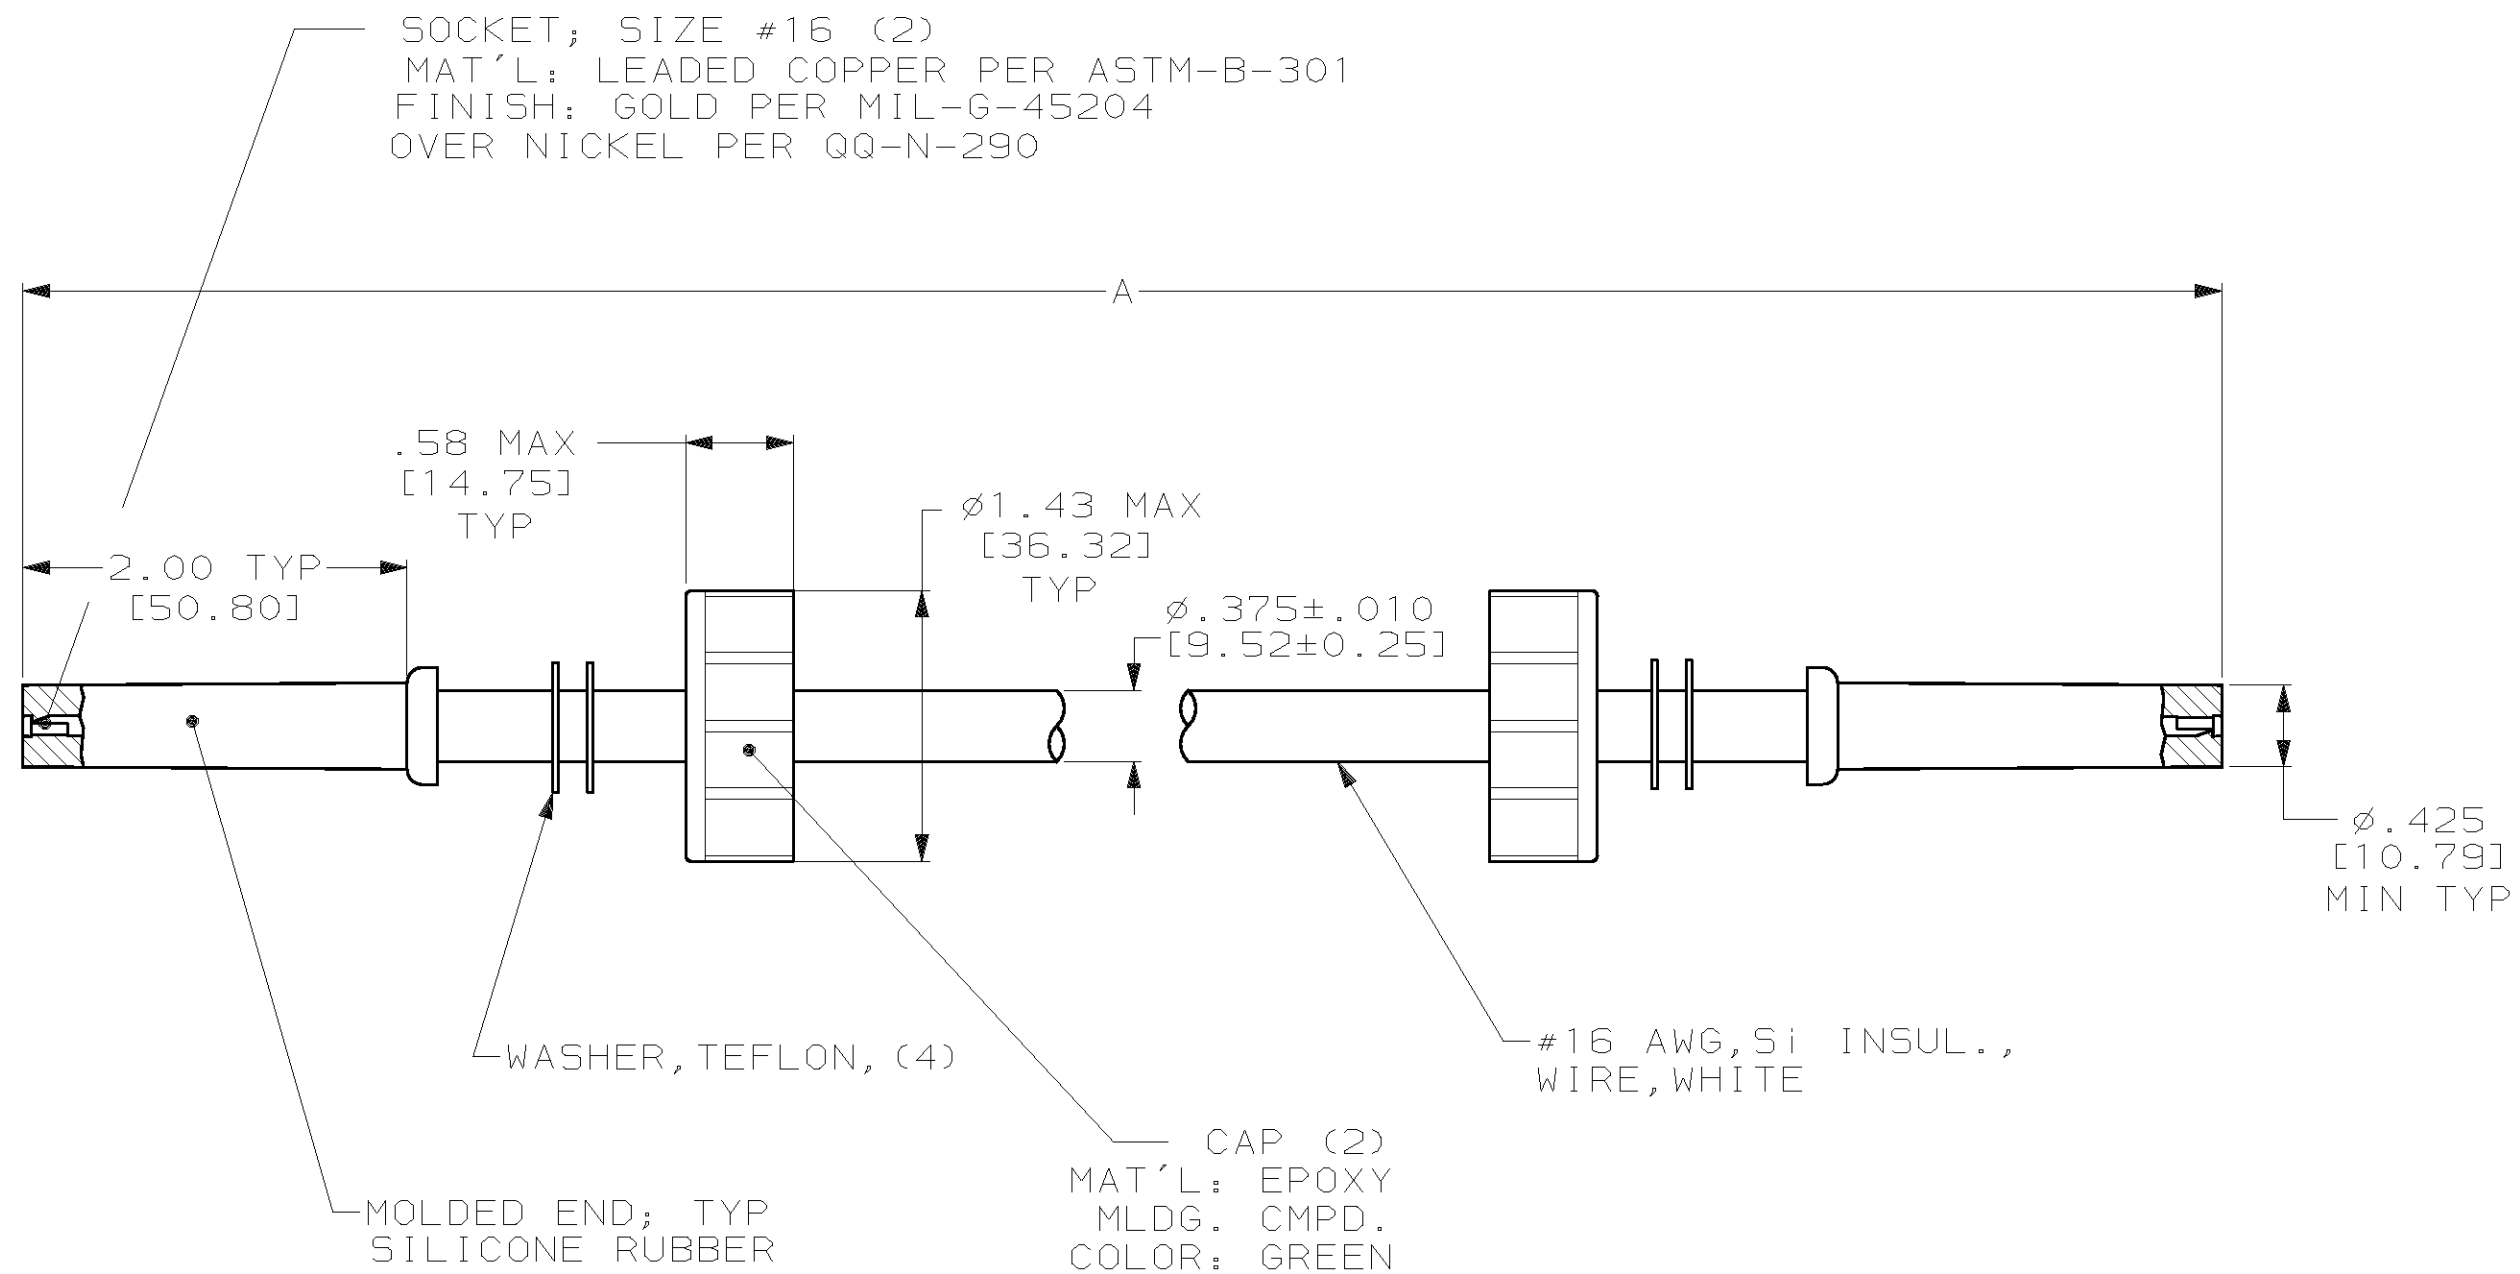 SOCKET; SIZE #16 (2)
MAT'L: LEADED COPPER PER ASTM-B-301
FINISH: GOLD PER MIL-G-45204
OVER NICKEL PER QQ-N-290
A
.58 MAX
[14.75]
TYP
2.00 TYP
[50.80]
Ø1.43 MAX
[36.32]
TYP
Ø.375±.010
[9.52±0.25]
Ø.425
[10.79]
MIN TYP
WASHER,TEFLON,(4)
#16 AWG,Si INSUL.,
WIRE,WHITE
CAP (2)
MAT'L: EPOXY
MLDG. CMPD.
COLOR: GREEN
MOLDED END; TYP
SILICONE RUBBER